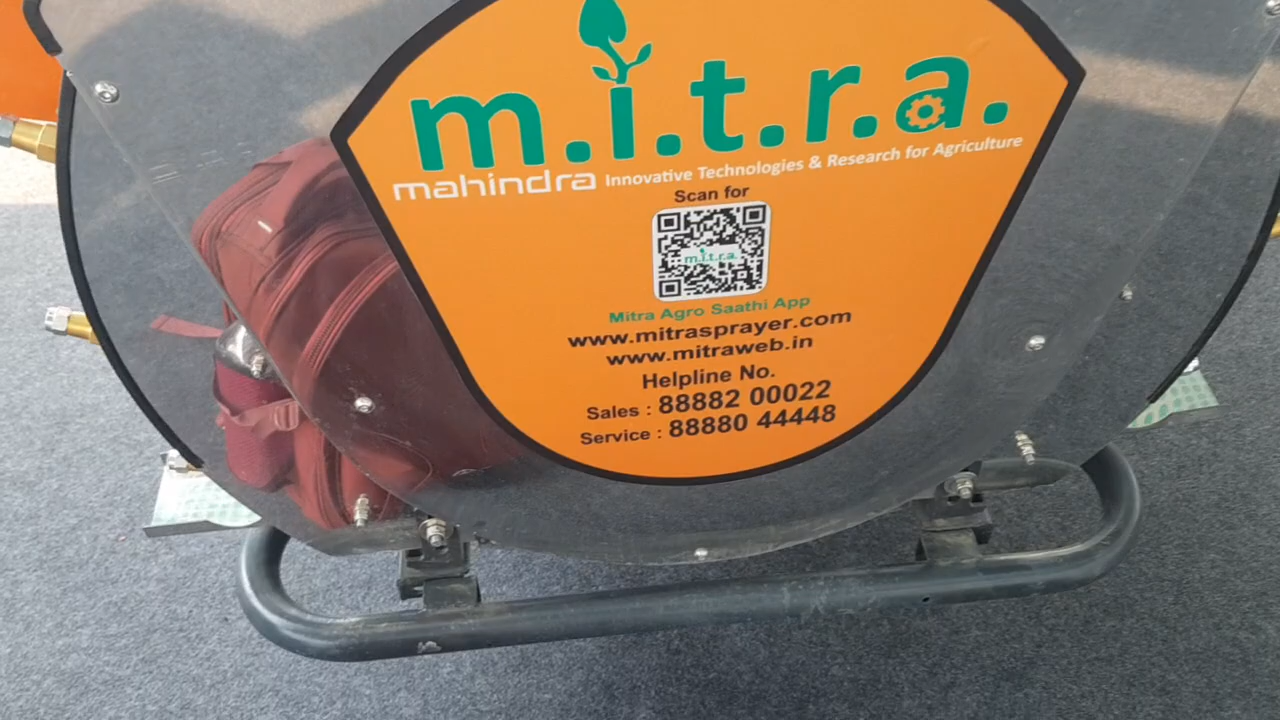 m.i.t.r.a.
mahindra Innovative Technologies & Research for Agriculture
Scan for
m.i.t.r.a.
Mitra Agro Saathi App
www.mitrasprayer.com
www.mitraweb.in
Helpline No.
Sales : 88882 00022
Service : 88880 44448